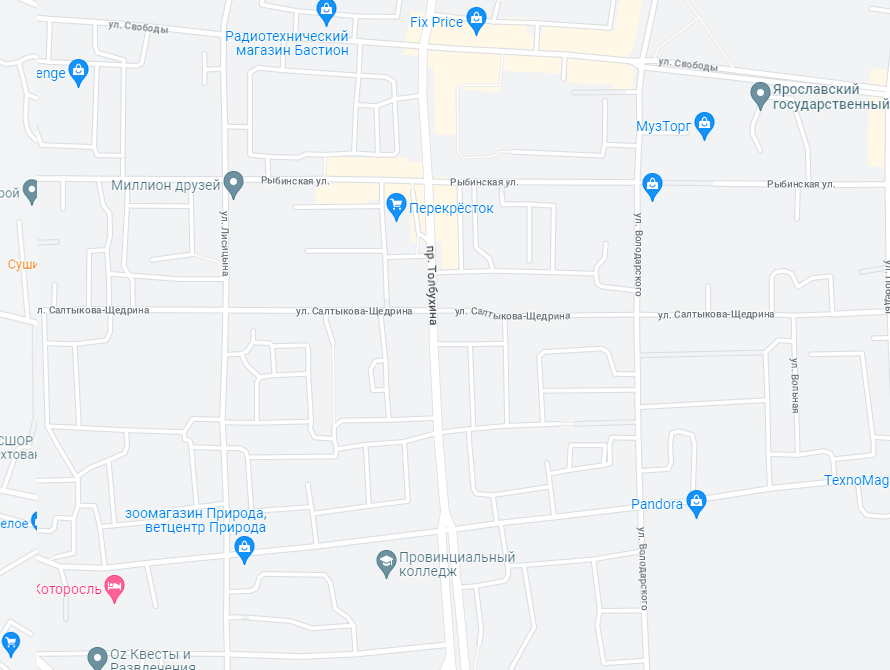 ул. Свободы
Fix Price
Радиотехнический
магазин Бастион
ул. Свободы
enge
Ярославский
государственный
МузТорг
Миллион друзей
Рыбинская ул.
Рыбинская ул.
Рыбинская ул.
рой
Перекрёсток
ул. Лисицына
пр. Толбухина
ул. Володарского
Суши
ул. Победы
л. Салтыкова-Щедрина
ул. Салтыкова-Щедрина
ул. Салтыкова-Щедрина
ул. Салтыкова-Щедрина
ул. Вольная
СШОР
хтован
TexnoMag
Pandora
зоомагазин Природа,
ветцентр Природа
елое
ул. Володарского
Провинциальный
колледж
Которосль
Oz Квесты и
Развлечения